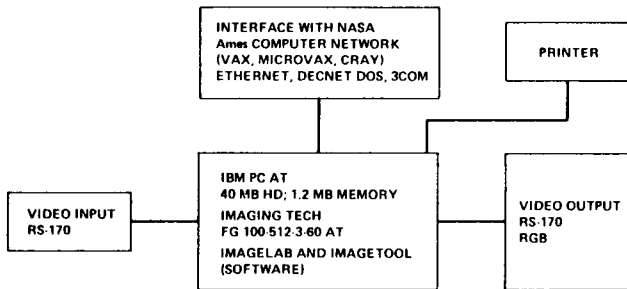 INTERFACE WITH NASA
Ames COMPUTER NETWORK
(VAX, MICROVAX, CRAY)
ETHERNET, DECNET DOS, 3COM
PRINTER
IBM PC AT
40 MB HD; 1.2 MB MEMORY
IMAGING TECH
FG 100-512-3-60 AT
IMAGELAB AND IMAGETOOL
(SOFTWARE)
VIDEO INPUT
RS-170
VIDEO OUTPUT
RS-170
RGB